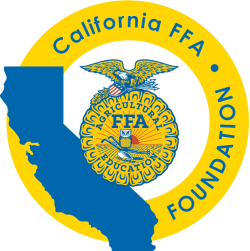 California FFA • FOUNDATION
AGRICULTURAL
FFA
EDUCATION